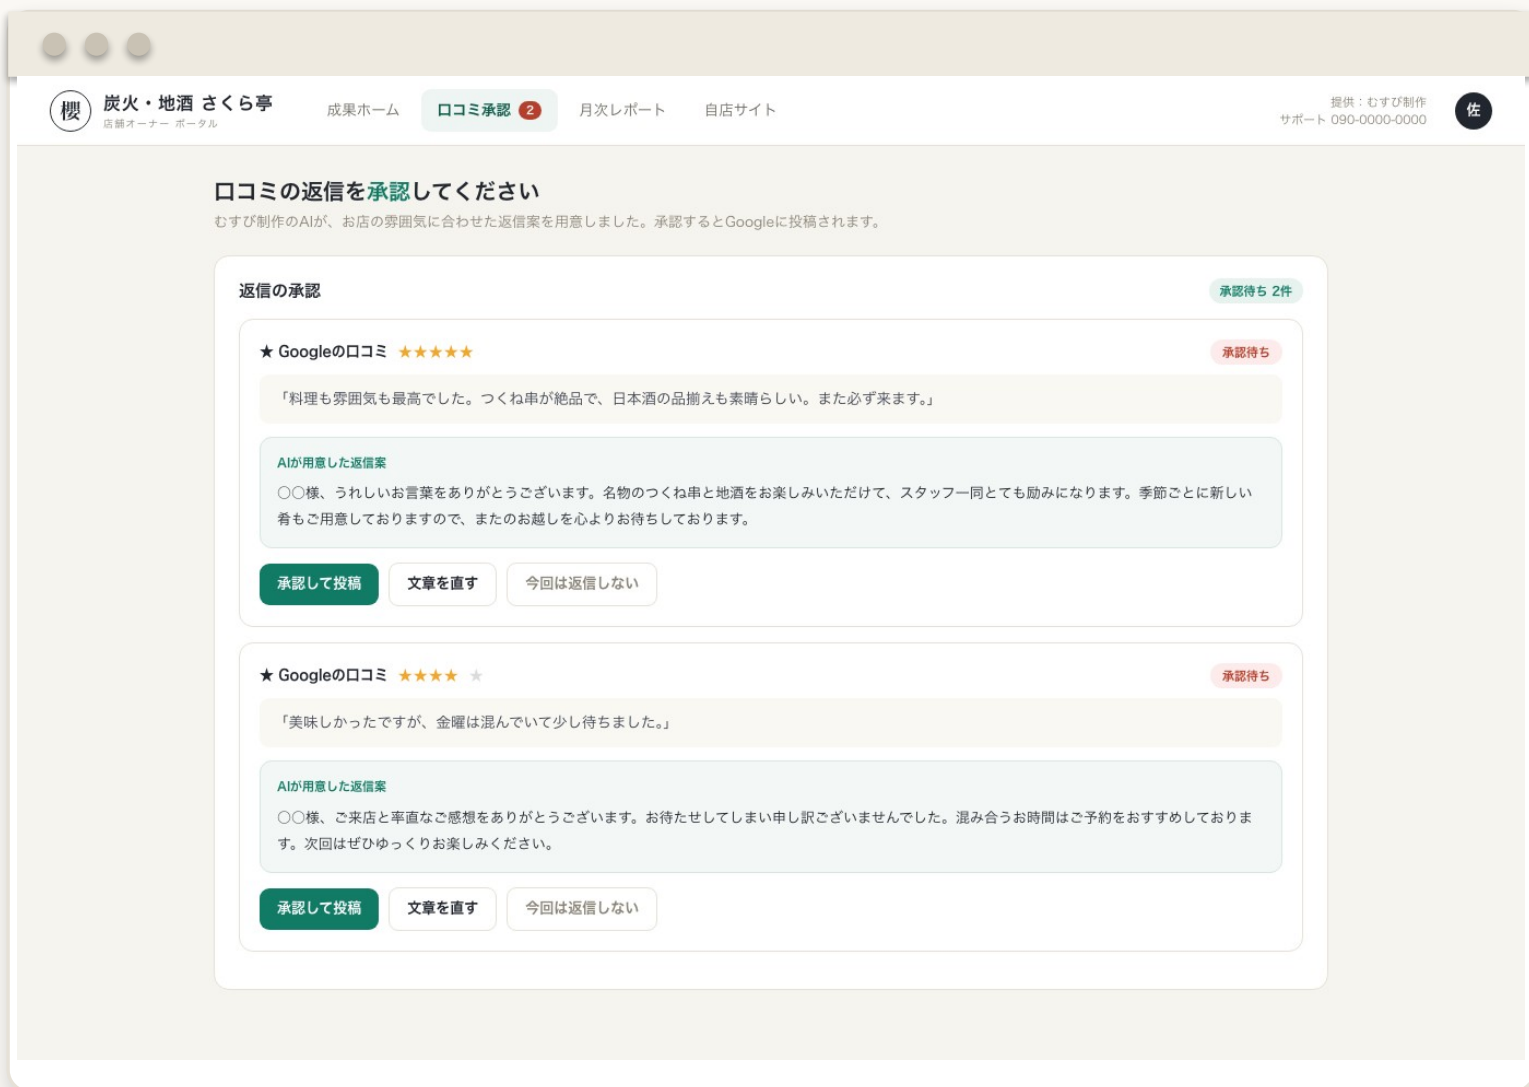 櫻
炭火・地酒 さくら亭
店舗オーナー ポータル
成果ホーム
口コミ承認 2
月次レポート
自店サイト
提供：むすび制作
サポート 090-0000-0000
佐
口コミの返信を承認してください
むすび制作のAIが、お店の雰囲気に合わせた返信案を用意しました。承認するとGoogleに投稿されます。
返信の承認
承認待ち 2件
★ Googleの口コミ ★★★★★
承認待ち
「料理も雰囲気も最高でした。つくね串が絶品で、日本酒の品揃えも素晴らしい。また必ず来ます。」
AIが用意した返信案
〇〇様、うれしいお言葉をありがとうございます。名物のつくね串と地酒をお楽しみいただけて、スタッフ一同とても励みになります。季節ごとに新しい
肴もご用意しておりますので、またのお越しを心よりお待ちしております。
承認して投稿
文章を直す
今回は返信しない
★ Googleの口コミ ★★★★ ★
承認待ち
「美味しかったですが、金曜は混んでいて少し待ちました。」
AIが用意した返信案
〇〇様、ご来店と率直なご感想をありがとうございます。お待たせしてしまい申し訳ございませんでした。混み合うお時間はご予約をおすすめしておりま
す。次回はぜひゆっくりお楽しみください。
承認して投稿
文章を直す
今回は返信しない